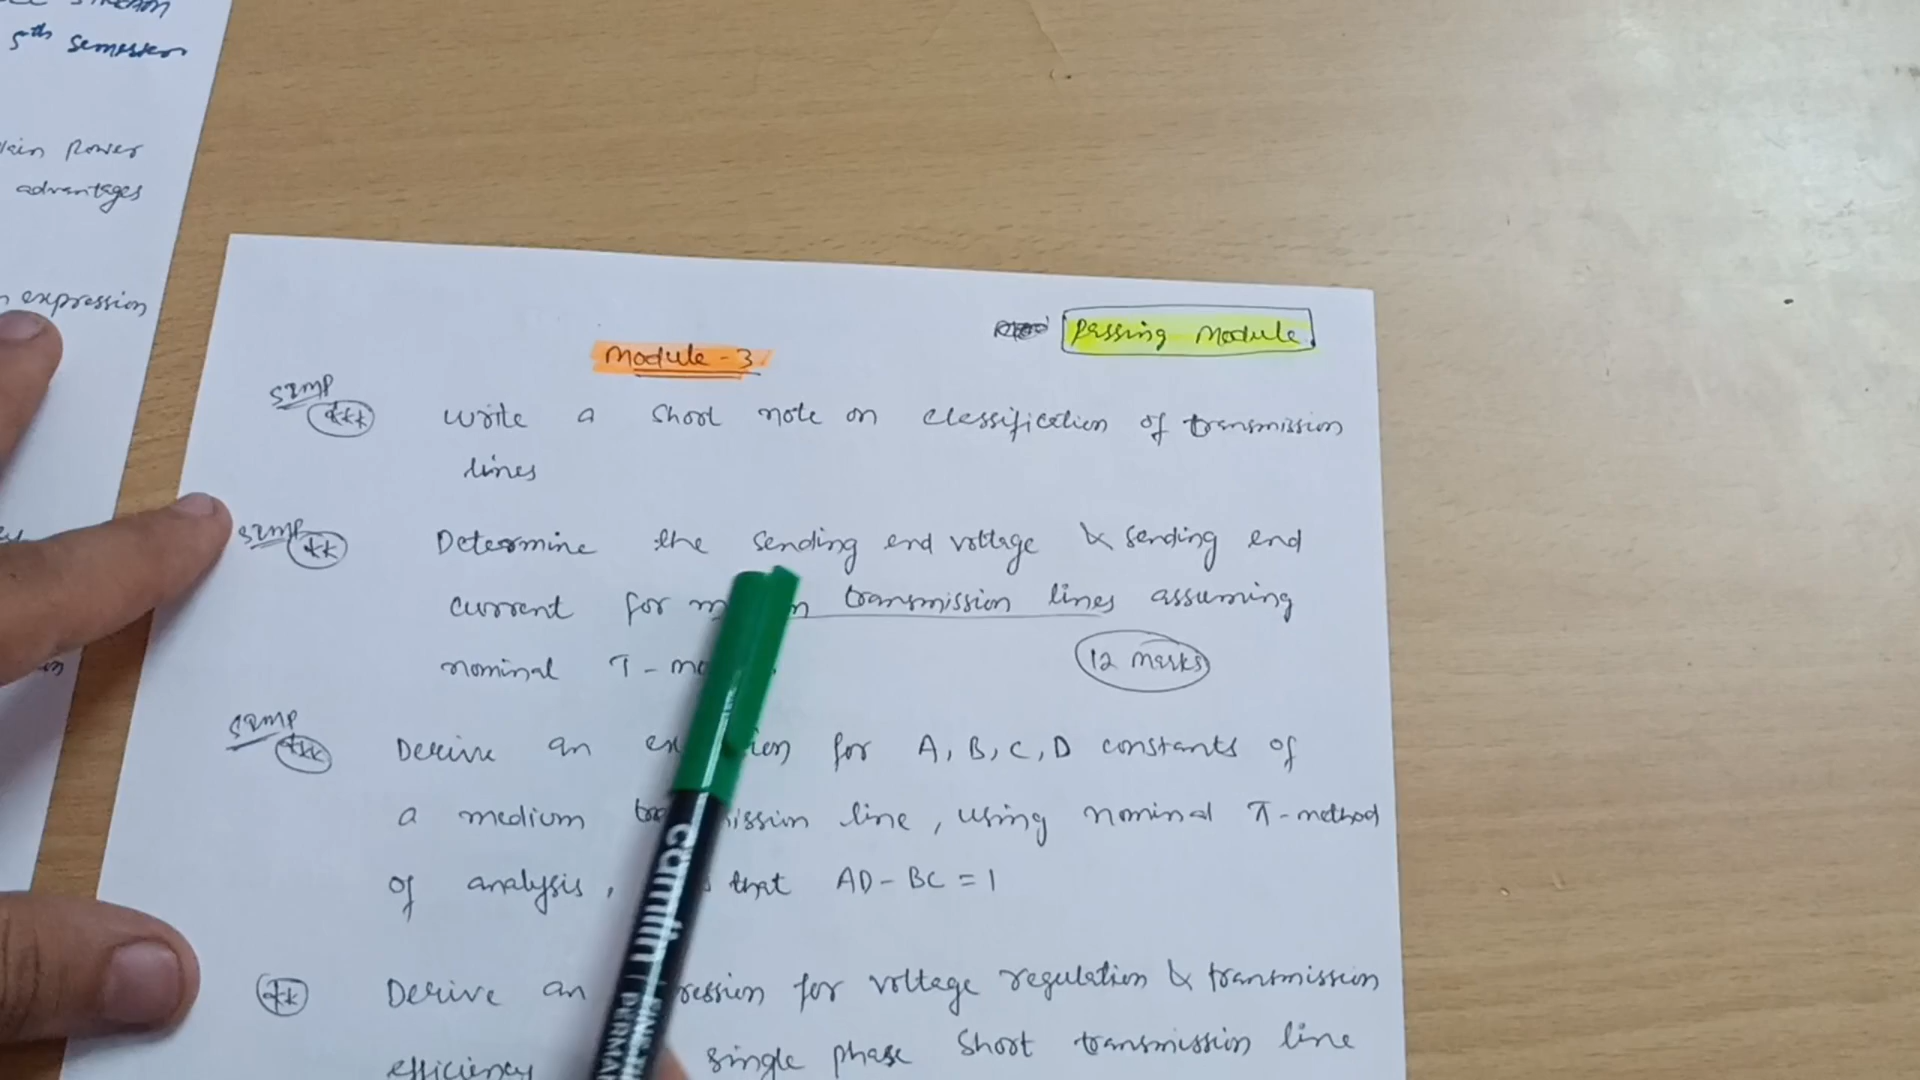 5th semester
power
advantages
expression
Passing Module
Module - 3
SIMP
***
Write a short note on classification of transmission
lines
SIMP
**
Determine the sending end voltage & sending end
current for transmission lines assuming
nominal T -
12 marks
SIMP
***
Derive an for A, B, C, D constants of
a medium line, using nominal π-method
of analysis, that AD - BC = 1
**
Derive an for voltage regulation & transmission
efficiency single phase short transmission line
camlin